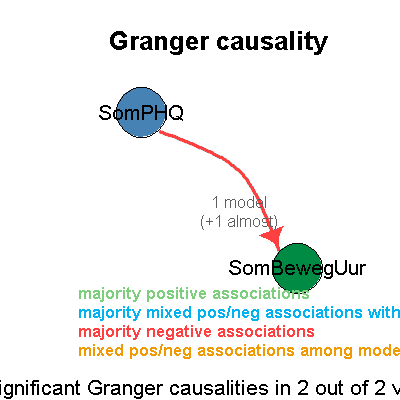 Granger causality
SomPHQ
1 model
(+1 almost)
SomBewegUur
majority positive associations
majority mixed pos/neg associations with
majority negative associations
mixed pos/neg associations among mode
ignificant Granger causalities in 2 out of 2 v